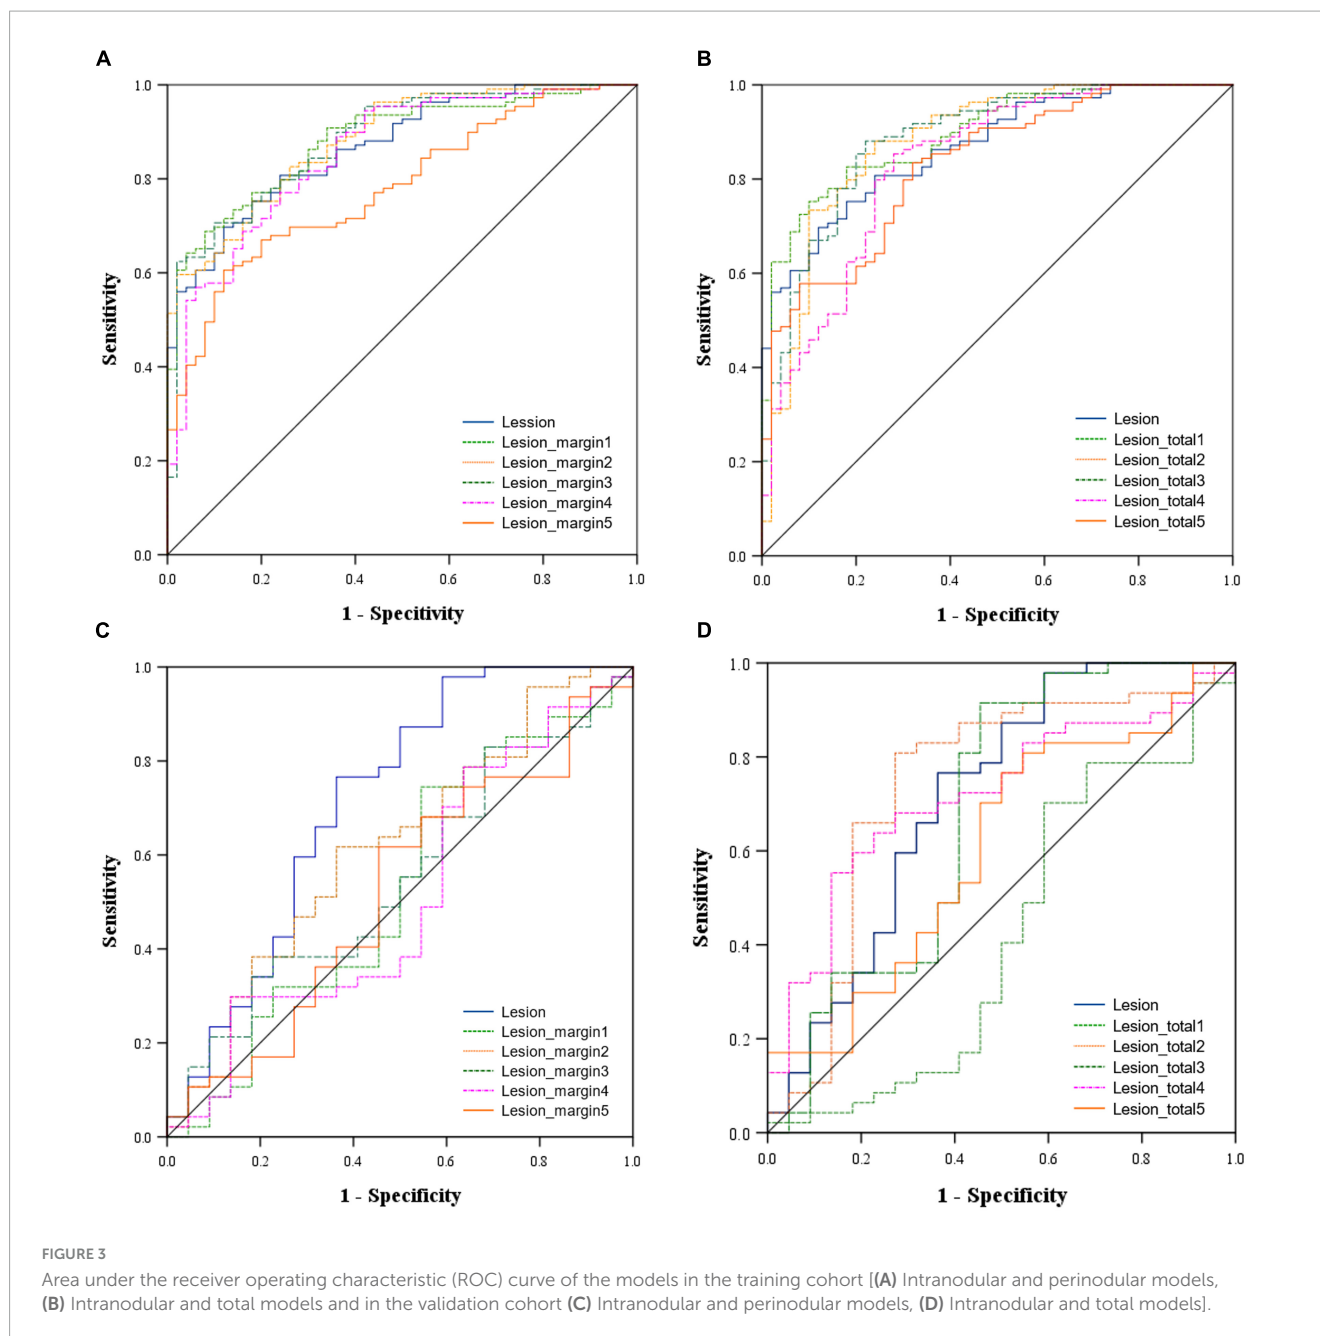 A
Sensitivity
1.0
0.8
0.6
0.4
0.2
0.0
0.0 0.2 0.4 0.6 0.8 1.0
1 - Specitivity
Lession
Lesion_margin1
Lesion_margin2
Lesion_margin3
Lesion_margin4
Lesion_margin5
B
Sensitivity
1.0
0.8
0.6
0.4
0.2
0.0
0.0 0.2 0.4 0.6 0.8 1.0
1 - Specificity
Lesion
Lesion_total1
Lesion_total2
Lesion_total3
Lesion_total4
Lesion_total5
C
Sensitivity
1.0
0.8
0.6
0.4
0.2
0.0
0.0 0.2 0.4 0.6 0.8 1.0
1 - Specificity
Lesion
Lesion_margin1
Lesion_margin2
Lesion_margin3
Lesion_margin4
Lesion_margin5
D
Sensitivity
1.0
0.8
0.6
0.4
0.2
0.0
0.0 0.2 0.4 0.6 0.8 1.0
1 - Specificity
Lesion
Lesion_total1
Lesion_total2
Lesion_total3
Lesion_total4
Lesion_total5
FIGURE 3
Area under the receiver operating characteristic (ROC) curve of the models in the training cohort [(A) Intranodular and perinodular models,
(B) Intranodular and total models and in the validation cohort (C) Intranodular and perinodular models, (D) Intranodular and total models].